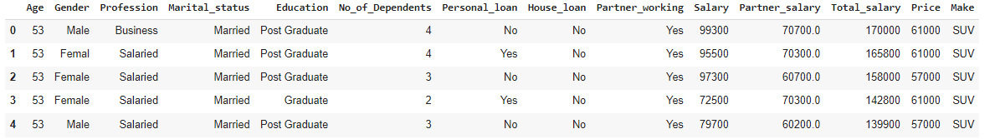 Age Gender Profession Marital_status Education No_of_Dependents Personal_loan House_loan Partner_working Salary Partner_salary Total_salary Price Make
0 53 Male Business Married Post Graduate 4 No No Yes 99300 70700.0 170000 61000 SUV
1 53 Femal Salaried Married Post Graduate 4 Yes No Yes 95500 70300.0 165800 61000 SUV
2 53 Female Salaried Married Post Graduate 3 No No Yes 97300 60700.0 158000 57000 SUV
3 53 Female Salaried Married Graduate 2 Yes No Yes 72500 70300.0 142800 61000 SUV
4 53 Male Salaried Married Post Graduate 3 No No Yes 79700 60200.0 139900 57000 SUV